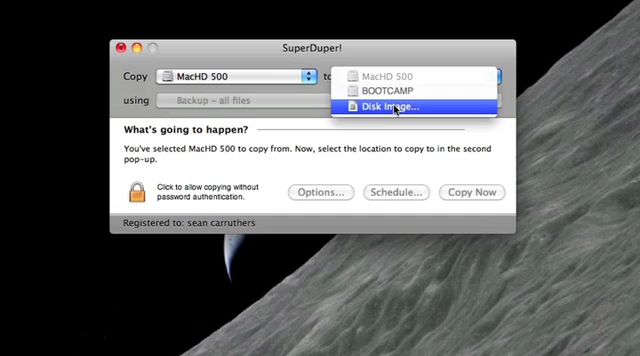 SuperDuper!
Copy MacHD 500 to MacHD 500
BOOTCAMP
Disk Image...
using Backup - all files
What's going to happen?
You've selected MacHD 500 to copy from. Now, select the location to copy to in the second
pop-up.
Click to allow copying without
password authentication.
Options... Schedule... Copy Now
Registered to: sean carruthers